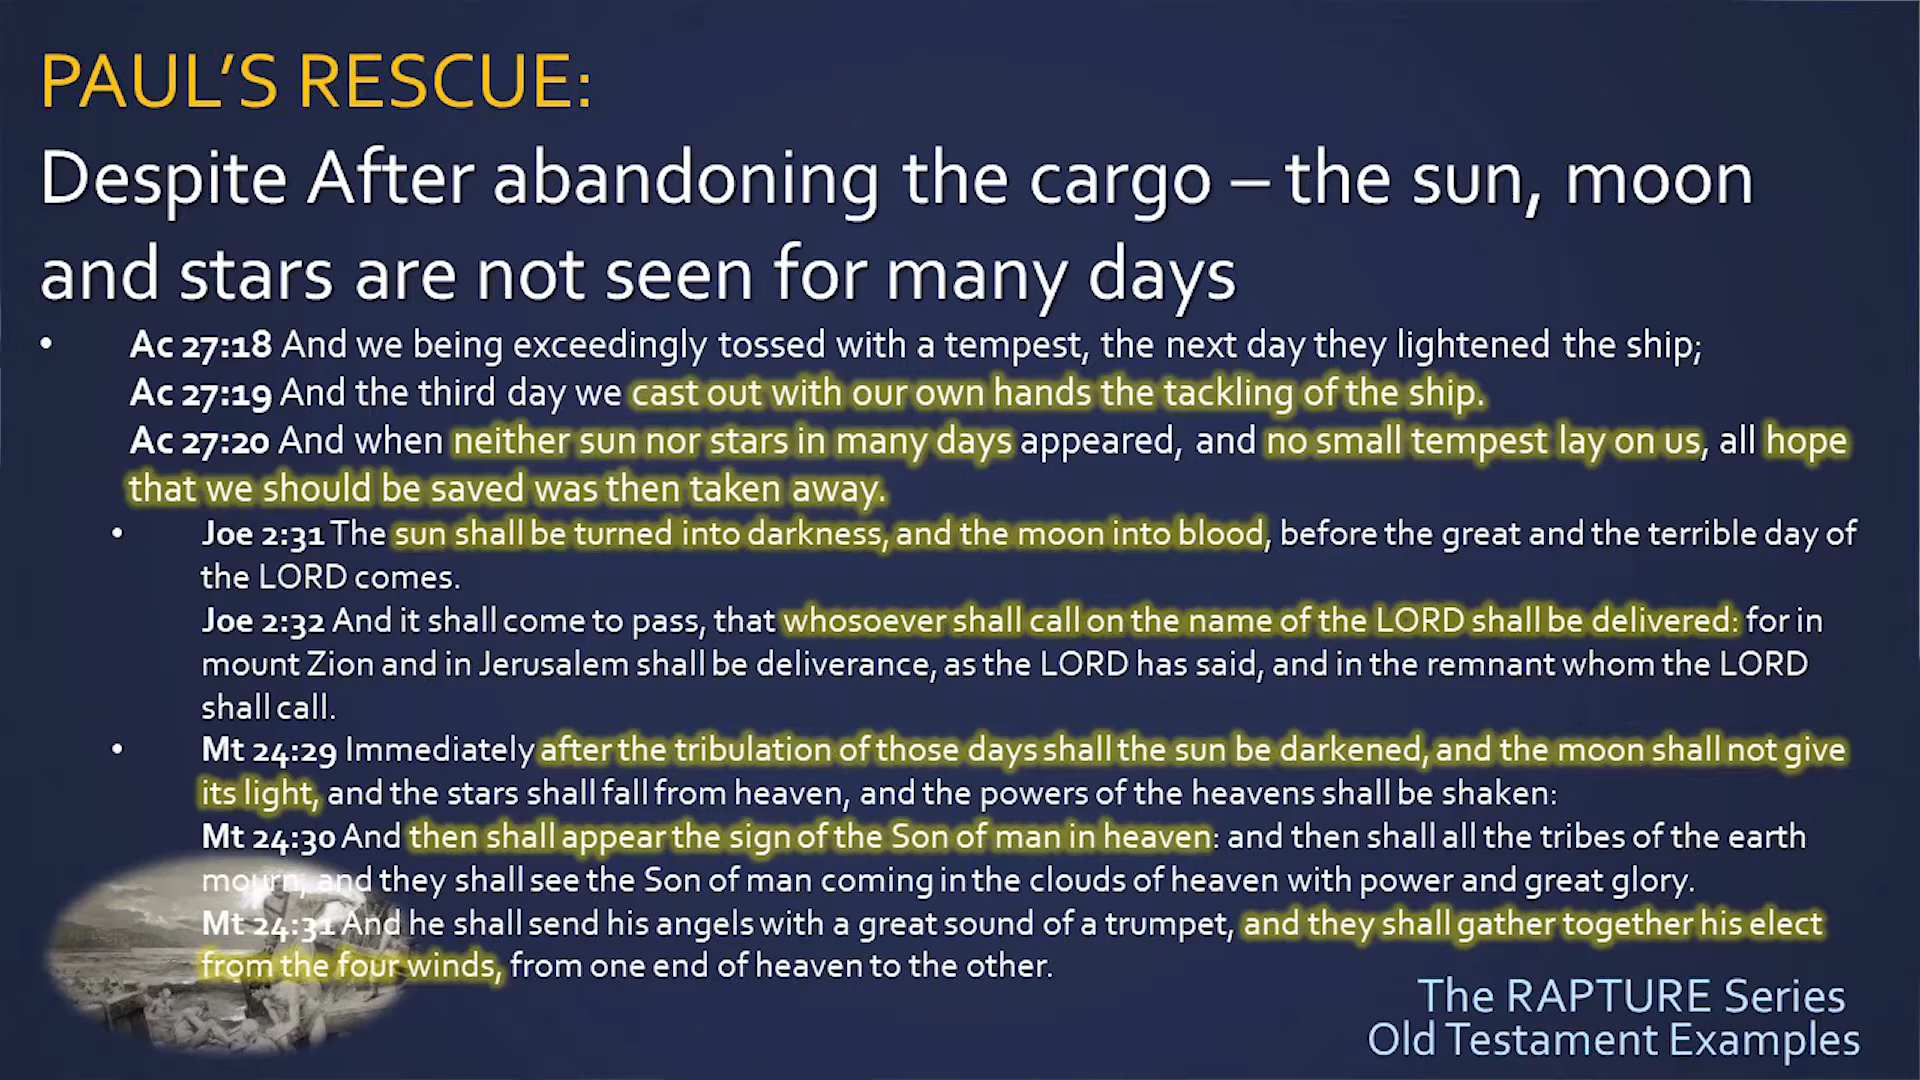 PAUL'S RESCUE:
Despite After abandoning the cargo – the sun, moon
and stars are not seen for many days
• Ac 27:18 And we being exceedingly tossed with a tempest, the next day they lightened the ship;
Ac 27:19 And the third day we cast out with our own hands the tackling of the ship.
Ac 27:20 And when neither sun nor stars in many days appeared, and no small tempest lay on us, all hope
that we should be saved was then taken away.
• Joe 2:31 The sun shall be turned into darkness, and the moon into blood, before the great and the terrible day of
the LORD comes.
Joe 2:32 And it shall come to pass, that whosoever shall call on the name of the LORD shall be delivered: for in
mount Zion and in Jerusalem shall be deliverance, as the LORD has said, and in the remnant whom the LORD
shall call.
• Mt 24:29 Immediately after the tribulation of those days shall the sun be darkened, and the moon shall not give
its light, and the stars shall fall from heaven, and the powers of the heavens shall be shaken:
Mt 24:30 And then shall appear the sign of the Son of man in heaven: and then shall all the tribes of the earth
mourn, and they shall see the Son of man coming in the clouds of heaven with power and great glory.
Mt 24:31 And he shall send his angels with a great sound of a trumpet, and they shall gather together his elect
from the four winds, from one end of heaven to the other.
The RAPTURE Series
Old Testament Examples